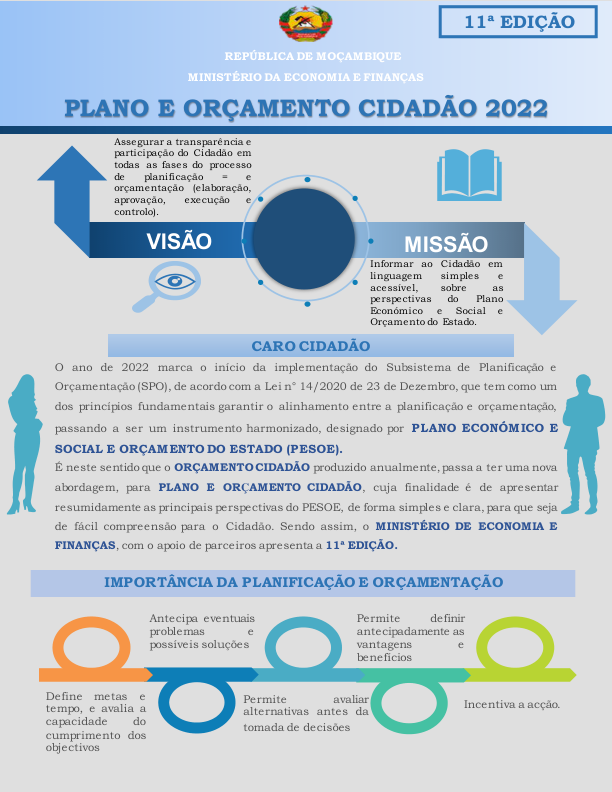 11ª EDIÇÃO
REPÚBLICA DE MOÇAMBIQUE
MINISTÉRIO DA ECONOMIA E FINANÇAS
PLANO E ORÇAMENTO CIDADÃO 2022
Assegurar a transparência e
participação do Cidadão em
todas as fases do processo
de planificação = e
orçamentação (elaboração,
aprovação, execução e
controlo).
VISÃO
MISSÃO
Informar ao Cidadão em
linguagem simples e
acessível, sobre as
perspectivas do Plano
Económico e Social e
Orçamento do Estado.
CARO CIDADÃO
O ano de 2022 marca o início da implementação do Subsistema de Planificação e
Orçamentação (SPO), de acordo com a Lei n° 14/2020 de 23 de Dezembro, que tem como um
dos princípios fundamentais garantir o alinhamento entre a planificação e orçamentação,
passando a ser um instrumento harmonizado, designado por PLANO ECONÓMICO E
SOCIAL E ORÇAMENTO DO ESTADO (PESOE).
É neste sentido que o ORÇAMENTO CIDADÃO produzido anualmente, passa a ter uma nova
abordagem, para PLANO E ORÇAMENTO CIDADÃO, cuja finalidade é de apresentar
resumidamente as principais perspectivas do PESOE, de forma simples e clara, para que seja
de fácil compreensão para o Cidadão. Sendo assim, o MINISTÉRIO DE ECONOMIA E
FINANÇAS, com o apoio de parceiros apresenta a 11ª EDIÇÃO.
IMPORTÂNCIA DA PLANIFICAÇÃO E ORÇAMENTAÇÃO
Define metas e
tempo, e avalia a
capacidade do
cumprimento dos
objectivos
Antecipa eventuais
problemas e
possíveis soluções
Permite avaliar
alternativas antes da
tomada de decisões
Permite definir
antecipadamente as
vantagens e
benefícios
Incentiva a acção.